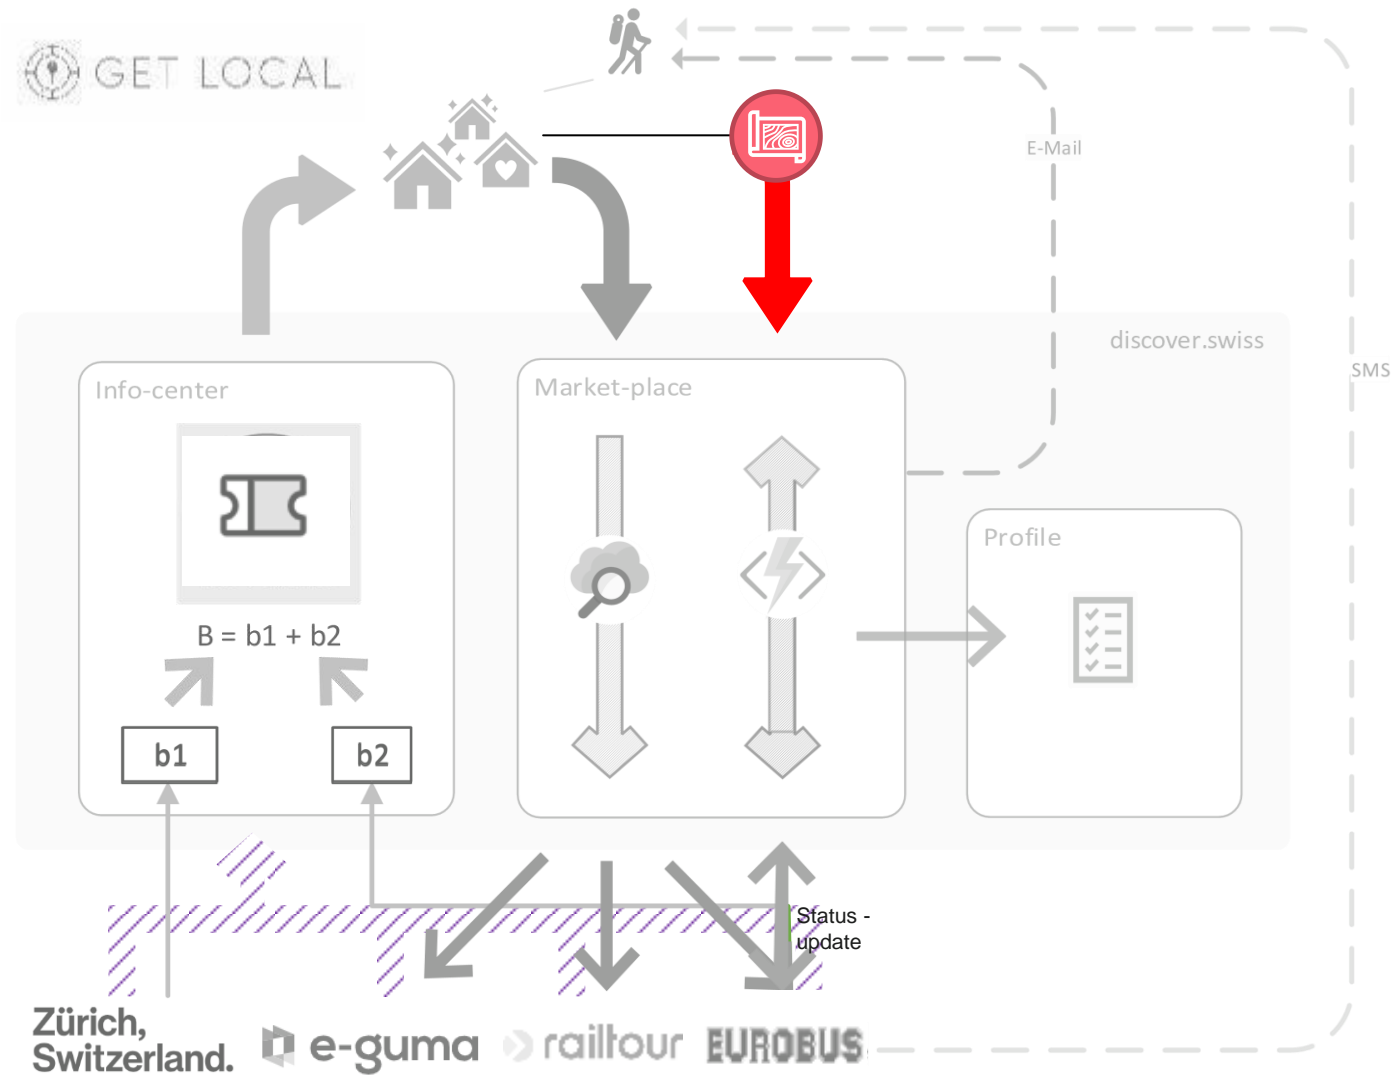 GET LOCAL
E-Mail
discover.swiss
SMS
Info-center
Market-place
Profile
B = b1 + b2
b1
b2
Status -
update
Zürich,
Switzerland.
e-guma
railtour
EUROBUS